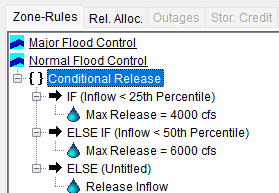 Zone-Rules Rel. Alloc. Outages Stor. Credit
Major Flood Control
Normal Flood Control
{ } Conditional Release
IF (Inflow < 25th Percentile)
Max Release = 4000 cfs
ELSE IF (Inflow < 50th Percentile)
Max Release = 6000 cfs
ELSE (Untitled)
Release Inflow